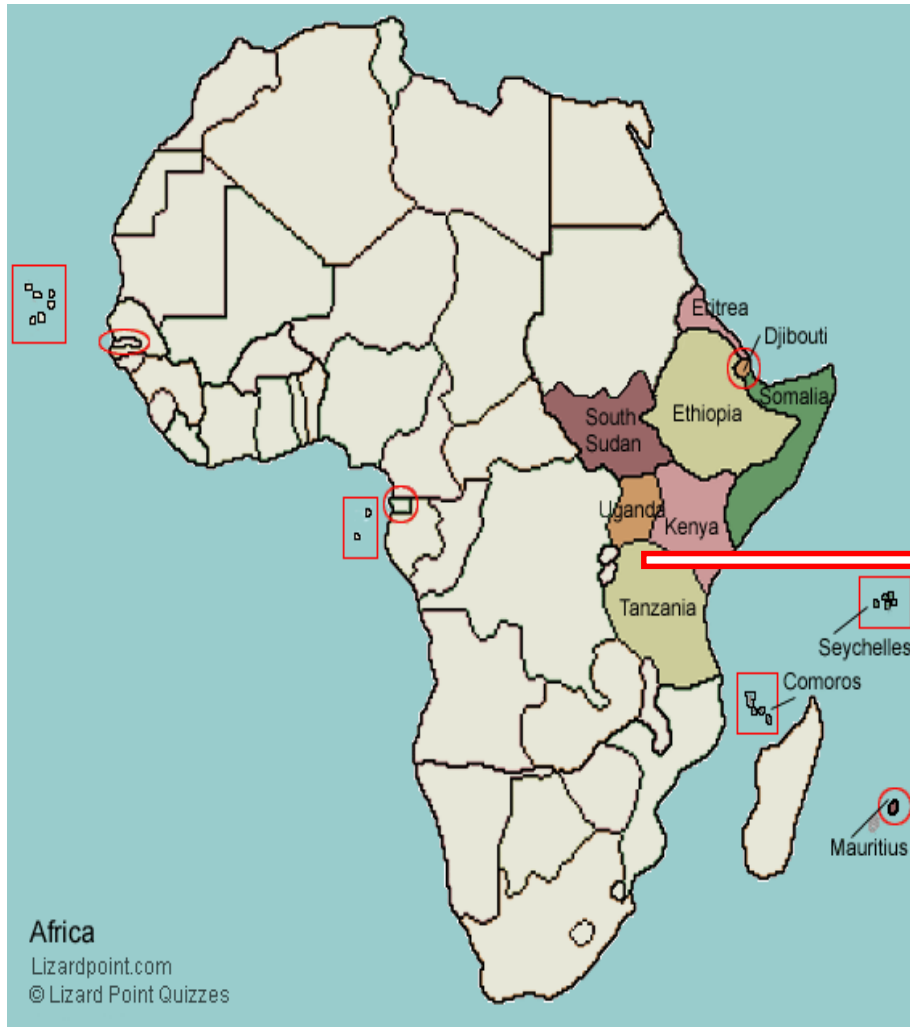 Eritrea
Djibouti
Somalia
Ethiopia
South
Sudan
Uganda
Kenya
Tanzania
Seychelles
Comoros
Mauritius
Africa
Lizardpoint.com
© Lizard Point Quizzes